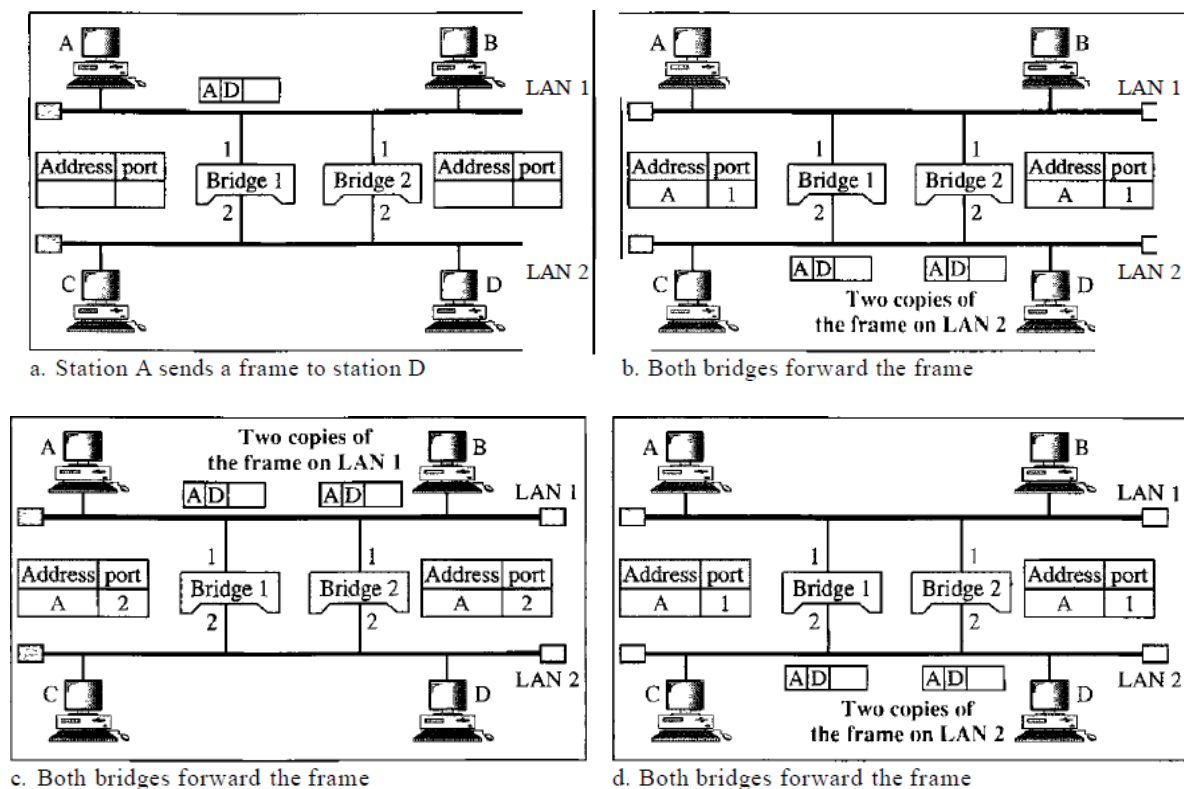 A
B
A D
LAN 1
Address port
1
1
Address port
Bridge 1
Bridge 2
2
2
LAN 2
C
D
a. Station A sends a frame to station D
A
B
LAN 1
Address port
1
1
Address port
A 1
Bridge 1
Bridge 2
A 1
2
2
A D
A D
LAN 2
C
D
Two copies of
the frame on LAN 2
b. Both bridges forward the frame
A
Two copies of
the frame on LAN 1
B
A D
A D
LAN 1
Address port
1
1
Address port
A 2
Bridge 1
Bridge 2
A 2
2
2
LAN 2
C
D
c. Both bridges forward the frame
A
B
LAN 1
Address port
1
1
Address port
A 1
Bridge 1
Bridge 2
A 1
2
2
A D
A D
LAN 2
C
D
Two copies of
the frame on LAN 2
d. Both bridges forward the frame